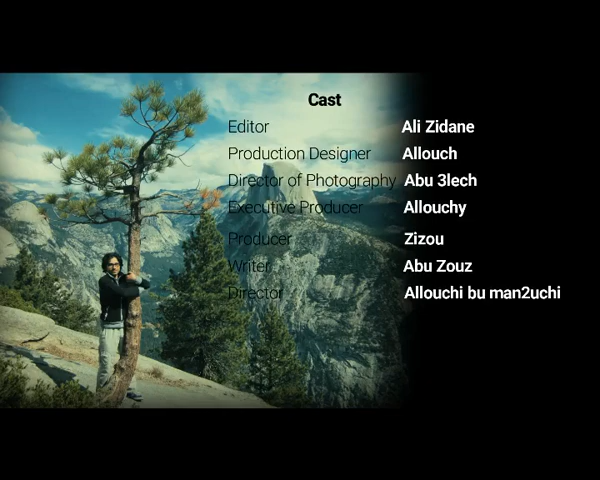 Cast
Editor Ali Zidane
Production Designer Allouch
Director of Photography Abu 3lech
Executive Producer Allouchy
Producer Zizou
Writer Abu Zouz
Director Allouchi bu man2uchi